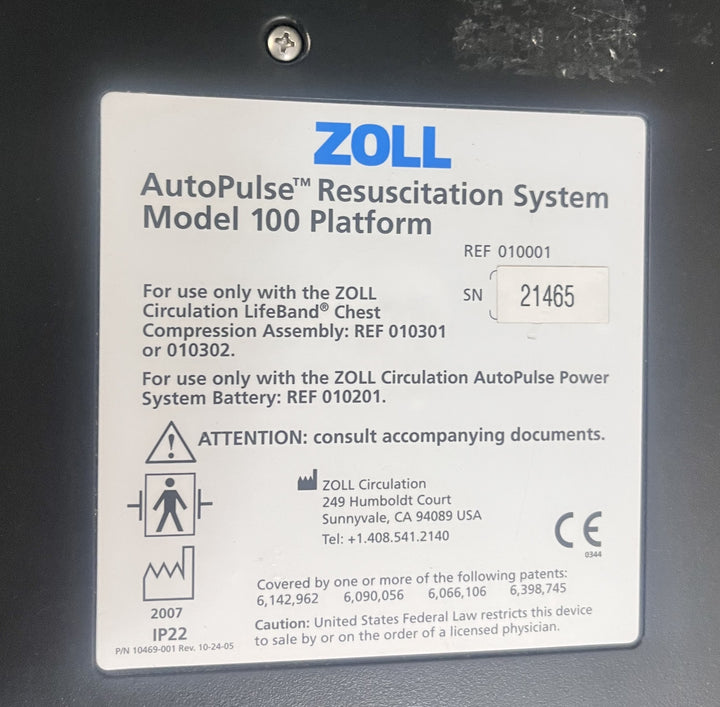 ZOLL
AutoPulse™ Resuscitation System
Model 100 Platform
REF 010001
SN 21465
For use only with the ZOLL
Circulation LifeBand® Chest
Compression Assembly: REF 010301
or 010302.
For use only with the ZOLL Circulation AutoPulse Power
System Battery: REF 010201.
ATTENTION: consult accompanying documents.
ZOLL Circulation
249 Humboldt Court
Sunnyvale, CA 94089 USA
Tel: +1.408.541.2140
CE
0344
2007
IP22
P/N 10469-001 Rev. 10-24-05
Covered by one or more of the following patents:
6,142,962 6,090,056 6,066,106 6,398,745
Caution: United States Federal Law restricts this device
to sale by or on the order of a licensed physician.